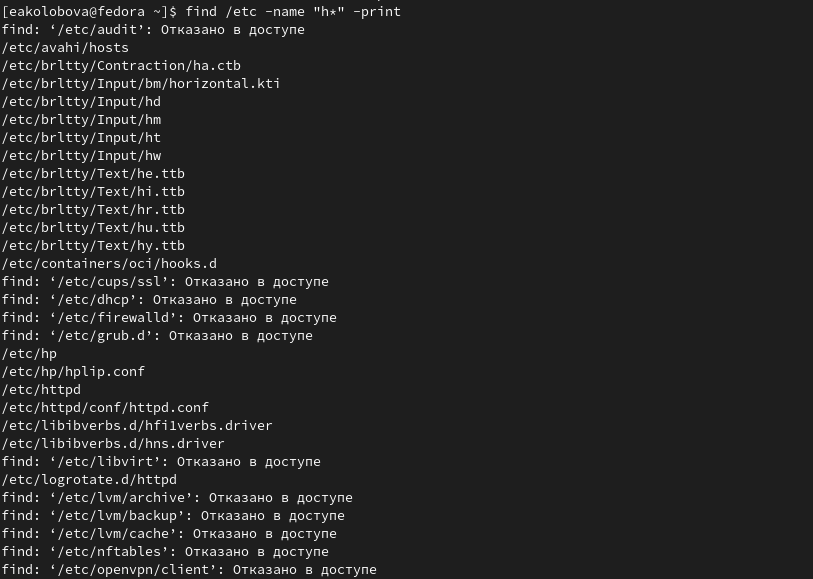 [eakolobova@fedora ~]$ find /etc -name "h*" -print
find: ‘/etc/audit’: Отказано в доступе
/etc/avahi/hosts
/etc/brltty/Contraction/ha.ctb
/etc/brltty/Input/bm/horizontal.kti
/etc/brltty/Input/hd
/etc/brltty/Input/hm
/etc/brltty/Input/ht
/etc/brltty/Input/hw
/etc/brltty/Text/he.ttb
/etc/brltty/Text/hi.ttb
/etc/brltty/Text/hr.ttb
/etc/brltty/Text/hu.ttb
/etc/brltty/Text/hy.ttb
/etc/containers/oci/hooks.d
find: ‘/etc/cups/ssl’: Отказано в доступе
find: ‘/etc/dhcp’: Отказано в доступе
find: ‘/etc/firewalld’: Отказано в доступе
find: ‘/etc/grub.d’: Отказано в доступе
/etc/hp
/etc/hp/hplip.conf
/etc/httpd
/etc/httpd/conf/httpd.conf
/etc/libibverbs.d/hfi1verbs.driver
/etc/libibverbs.d/hns.driver
find: ‘/etc/libvirt’: Отказано в доступе
/etc/logrotate.d/httpd
find: ‘/etc/lvm/archive’: Отказано в доступе
find: ‘/etc/lvm/backup’: Отказано в доступе
find: ‘/etc/lvm/cache’: Отказано в доступе
find: ‘/etc/nftables’: Отказано в доступе
find: ‘/etc/openvpn/client’: Отказано в доступе